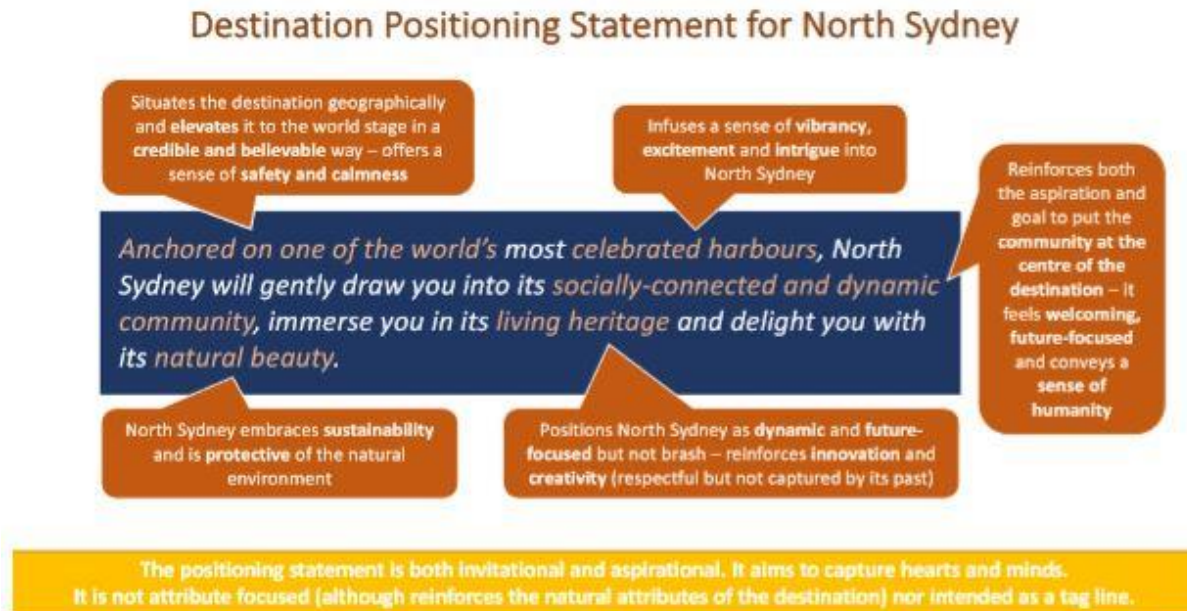 Destination Positioning Statement for North Sydney
Situates the destination geographically
and elevates it to the world stage in a
credible and believable way – offers a
sense of safety and calmness
Infuses a sense of vibrancy,
excitement and intrigue into
North Sydney
Reinforces both
the aspiration and
goal to put the
community at the
centre of the
destination – it
feels welcoming,
future-focused
and conveys a
sense of
humanity
Anchored on one of the world's most celebrated harbours, North
Sydney will gently draw you into its socially-connected and dynamic
community, immerse you in its living heritage and delight you with
its natural beauty.
North Sydney embraces sustainability
and is protective of the natural
environment
Positions North Sydney as dynamic and future-
focused but not brash – reinforces innovation and
creativity (respectful but not captured by its past)
The positioning statement is both invitational and aspirational. It aims to capture hearts and minds.
It is not attribute focused (although reinforces the natural attributes of the destination) nor intended as a tag line.